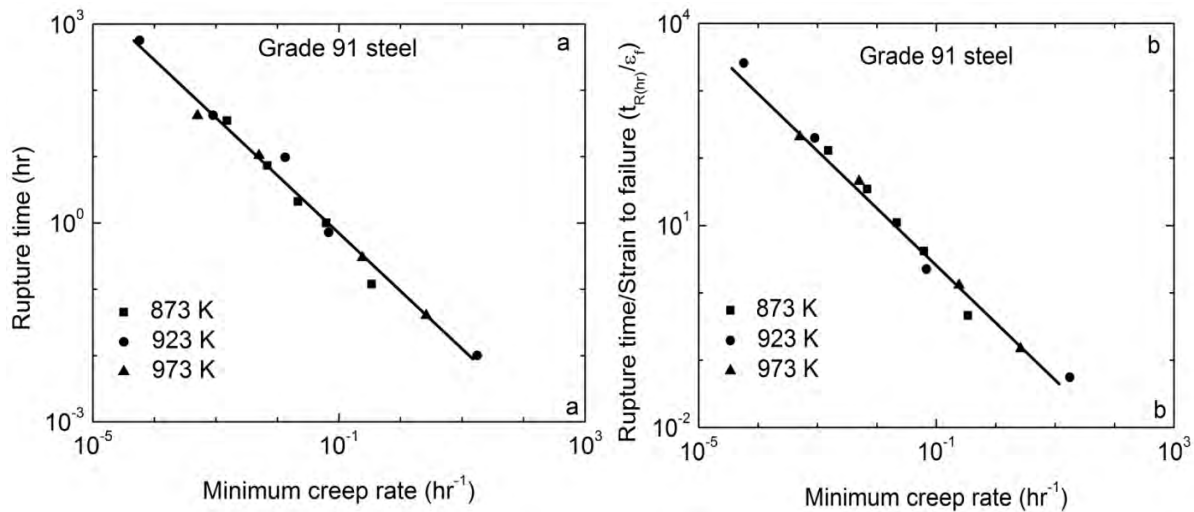 10³
Grade 91 steel
a
Rupture time (hr)
10⁰
873 K
923 K
973 K
a
10⁻³
10⁻⁵
10⁻¹
10³
Minimum creep rate (hr⁻¹)
10⁴
Grade 91 steel
b
Rupture time/Strain to failure (t_R(hr)/ε_f)
10¹
873 K
923 K
973 K
b
10⁻²
10⁻⁵
10⁻¹
10³
Minimum creep rate (hr⁻¹)